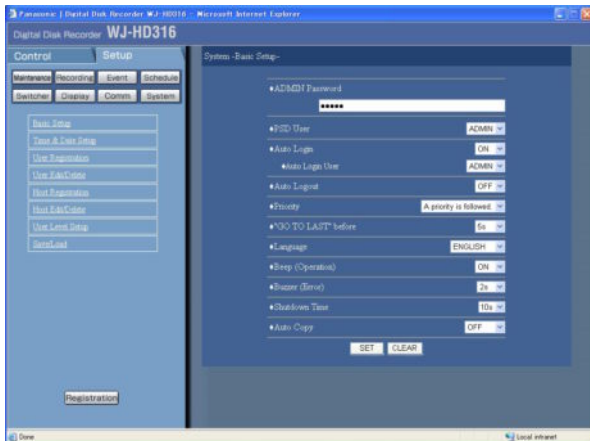 Panasonic | Digital Disk Recorder WJ-HD316 - Microsoft Internet Explorer
Digital Disk Recorder WJ-HD316
Control Setup
System -Basic Setup-
Maintenance Recording Event Schedule
Switcher Display Comm System
Basic Setup
Time & Date Setup
User Registration
User Edit/Delete
Host Registration
Host Edit/Delete
User Level Setup
Save/Load
Registration
♦ADMIN Password
•••••
♦PSD User ADMIN
♦Auto Login ON
♦Auto Login User ADMIN
♦Auto Logout OFF
♦Priority A priority is followed.
♦"GO TO LAST" before 5s
♦Language ENGLISH
♦Beep (Operation) ON
♦Buzzer (Error) 2s
♦Shutdown Time 10s
♦Auto Copy OFF
SET CLEAR
Done Local intranet